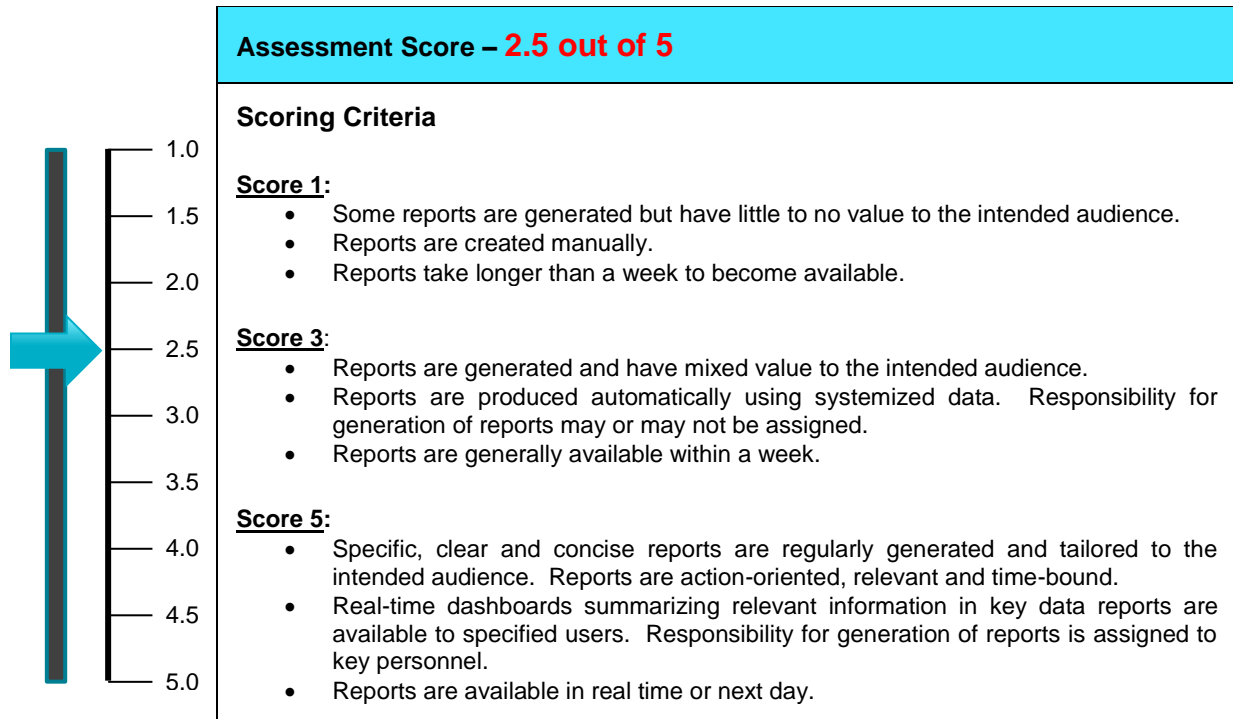 Assessment Score – 2.5 out of 5
Scoring Criteria
1.0
1.5
2.0
2.5
3.0
3.5
4.0
4.5
5.0
Score 1:
• Some reports are generated but have little to no value to the intended audience.
• Reports are created manually.
• Reports take longer than a week to become available.
Score 3:
• Reports are generated and have mixed value to the intended audience.
• Reports are produced automatically using systemized data. Responsibility for
generation of reports may or may not be assigned.
• Reports are generally available within a week.
Score 5:
• Specific, clear and concise reports are regularly generated and tailored to the
intended audience. Reports are action-oriented, relevant and time-bound.
• Real-time dashboards summarizing relevant information in key data reports are
available to specified users. Responsibility for generation of reports is assigned to
key personnel.
• Reports are available in real time or next day.